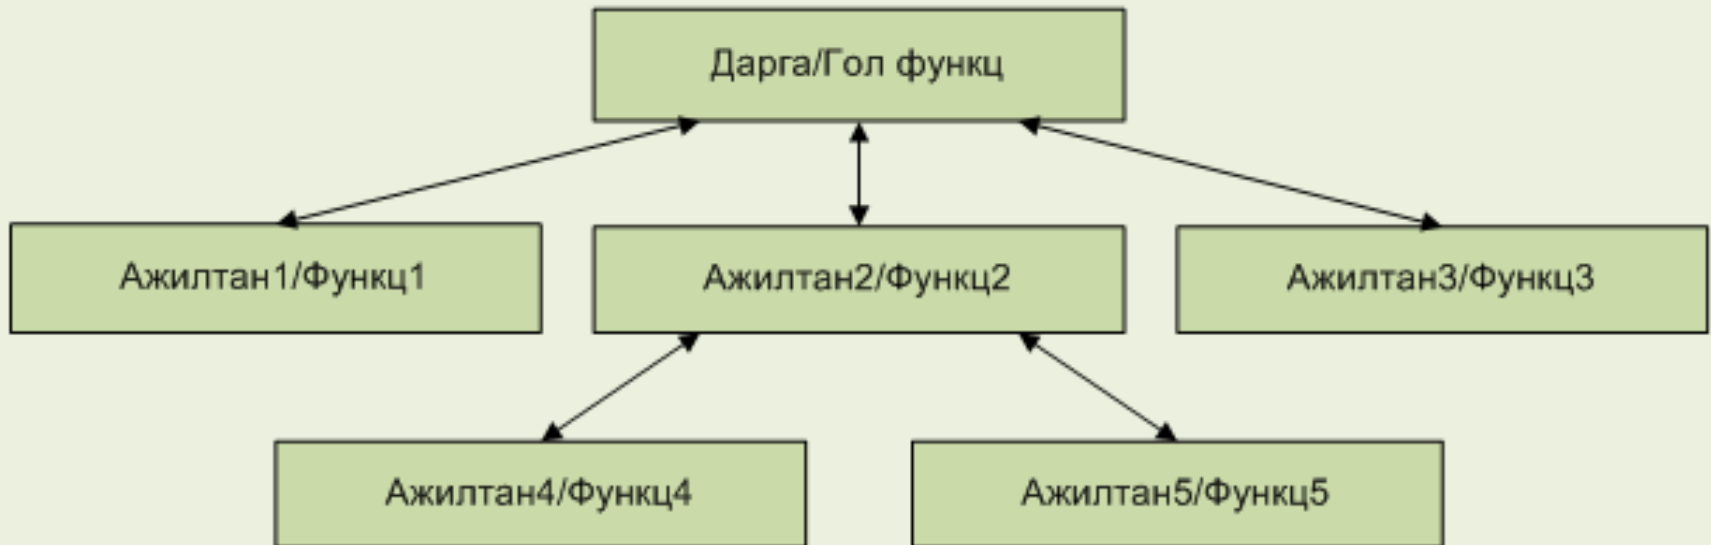 Дарга/Гол функц
Ажилтан1/Функц1
Ажилтан2/Функц2
Ажилтан3/Функц3
Ажилтан4/Функц4
Ажилтан5/Функц5